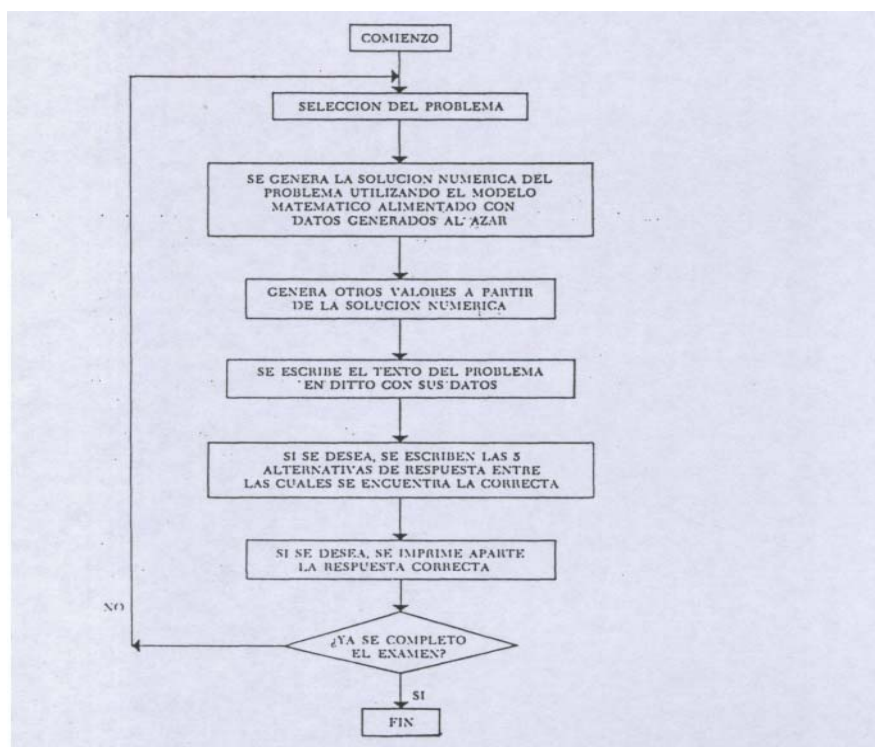 COMIENZO
SELECCION DEL PROBLEMA
SE GENERA LA SOLUCION NUMERICA DEL
PROBLEMA UTILIZANDO EL MODELO
MATEMATICO ALIMENTADO CON
DATOS GENERADOS AL AZAR
GENERA OTROS VALORES A PARTIR
DE LA SOLUCION NUMERICA
SE ESCRIBE EL TEXTO DEL PROBLEMA
EN DITTO CON SUS DATOS
SI SE DESEA, SE ESCRIBEN LAS 5
ALTERNATIVAS DE RESPUESTA ENTRE
LAS CUALES SE ENCUENTRA LA CORRECTA
SI SE DESEA, SE IMPRIME APARTE
LA RESPUESTA CORRECTA
NO
¿YA SE COMPLETO
EL EXAMEN?
SI
FIN